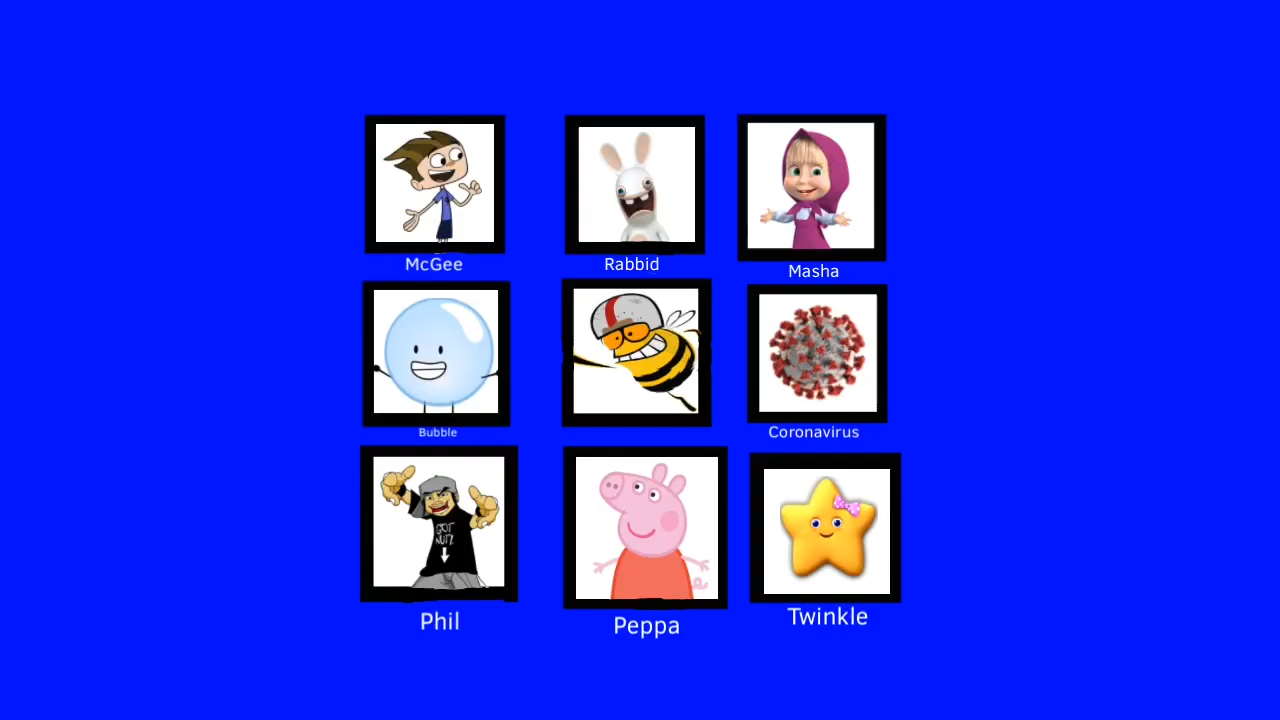 McGee
Rabbid
Masha
Bubble
Coronavirus
GOT
NUTZ
Phil
Peppa
Twinkle